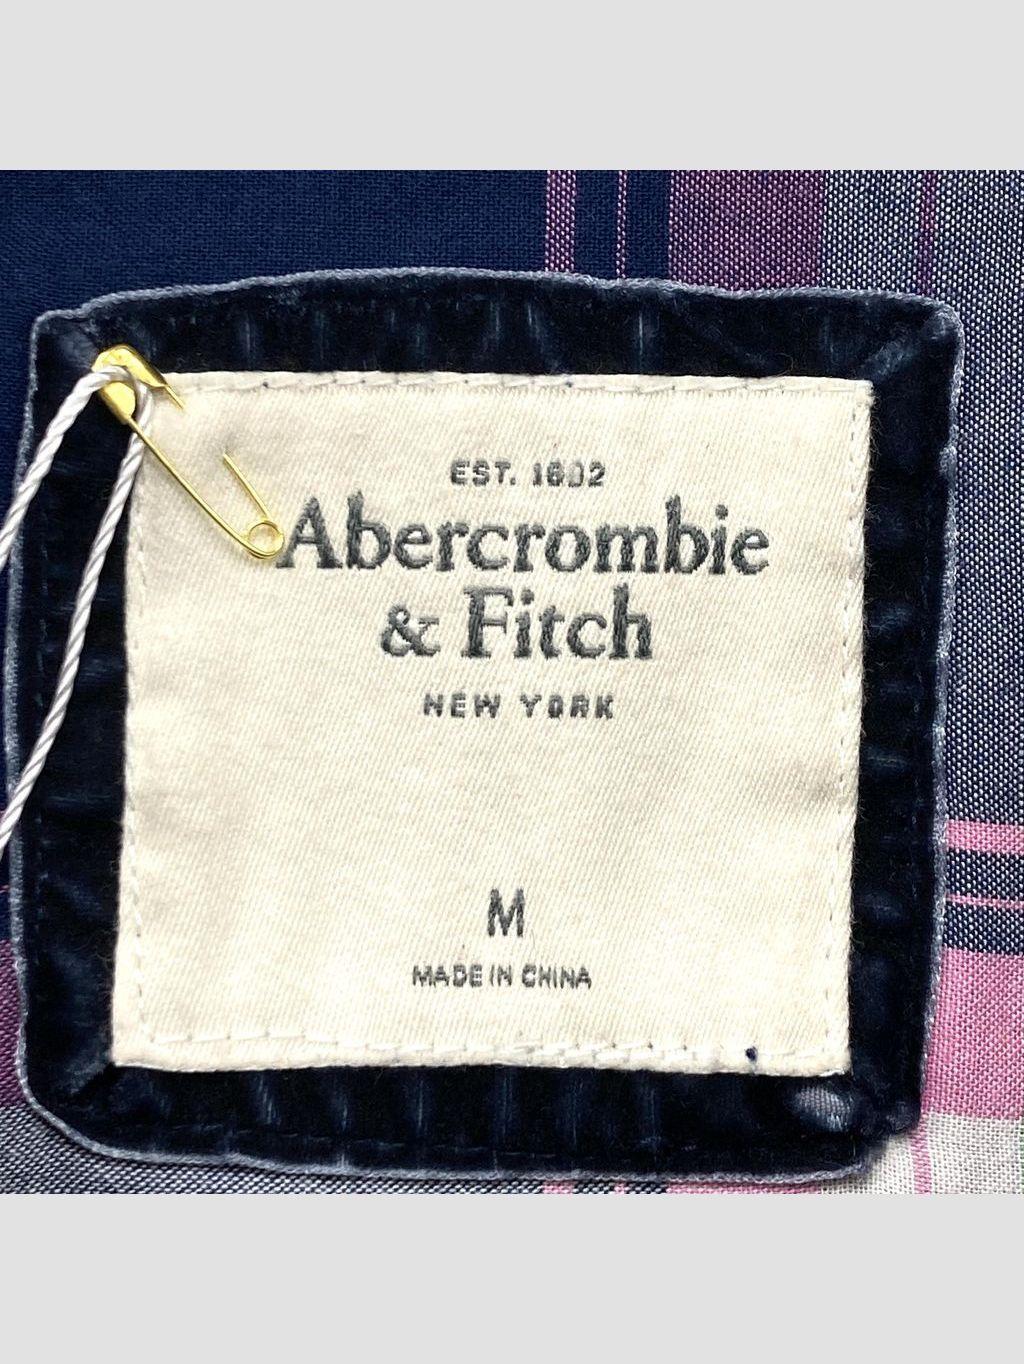 EST. 1892
Abercrombie
& Fitch
NEW YORK
M
MADE IN CHINA